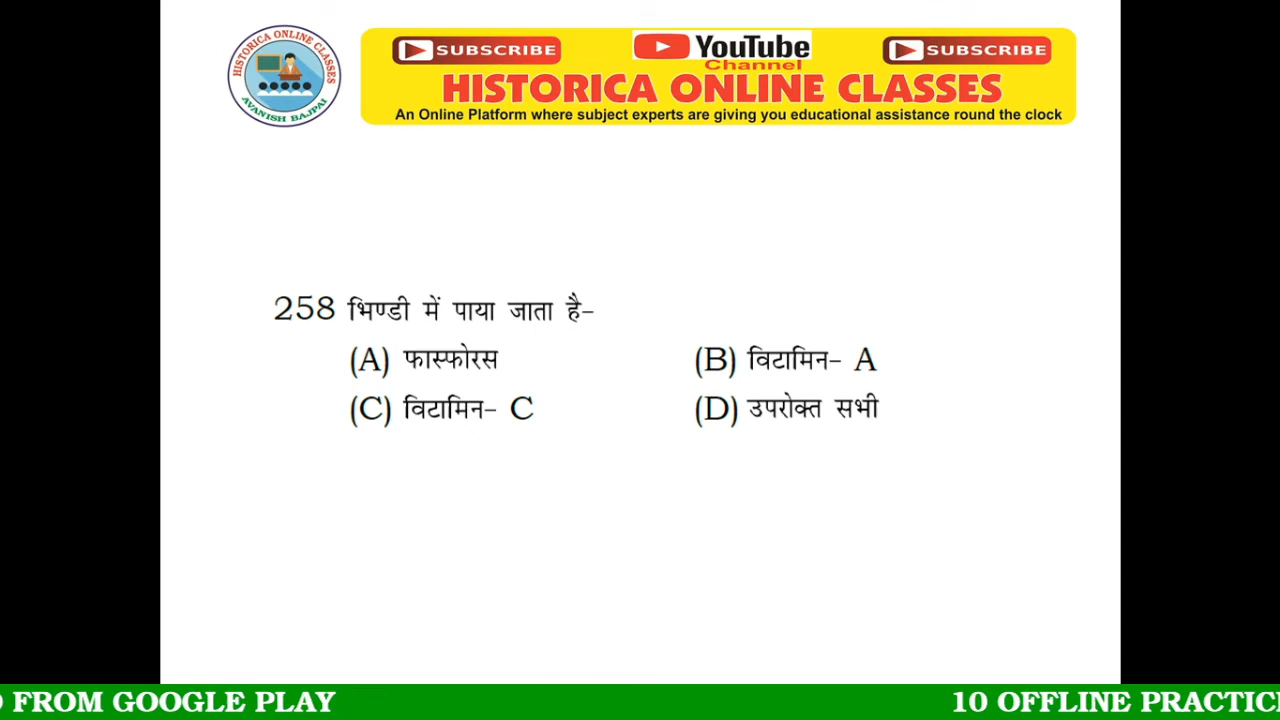 HISTORICA ONLINE CLASSES
AVANISH BAJPAI
SUBSCRIBE
YouTube
SUBSCRIBE
Channel
HISTORICA ONLINE CLASSES
An Online Platform where subject experts are giving you educational assistance round the clock
258 भिण्डी में पाया जाता है–
(A) फास्फोरस (B) विटामिन– A
(C) विटामिन– C (D) उपरोक्त सभी
FROM GOOGLE PLAY 10 OFFLINE PRACTICE